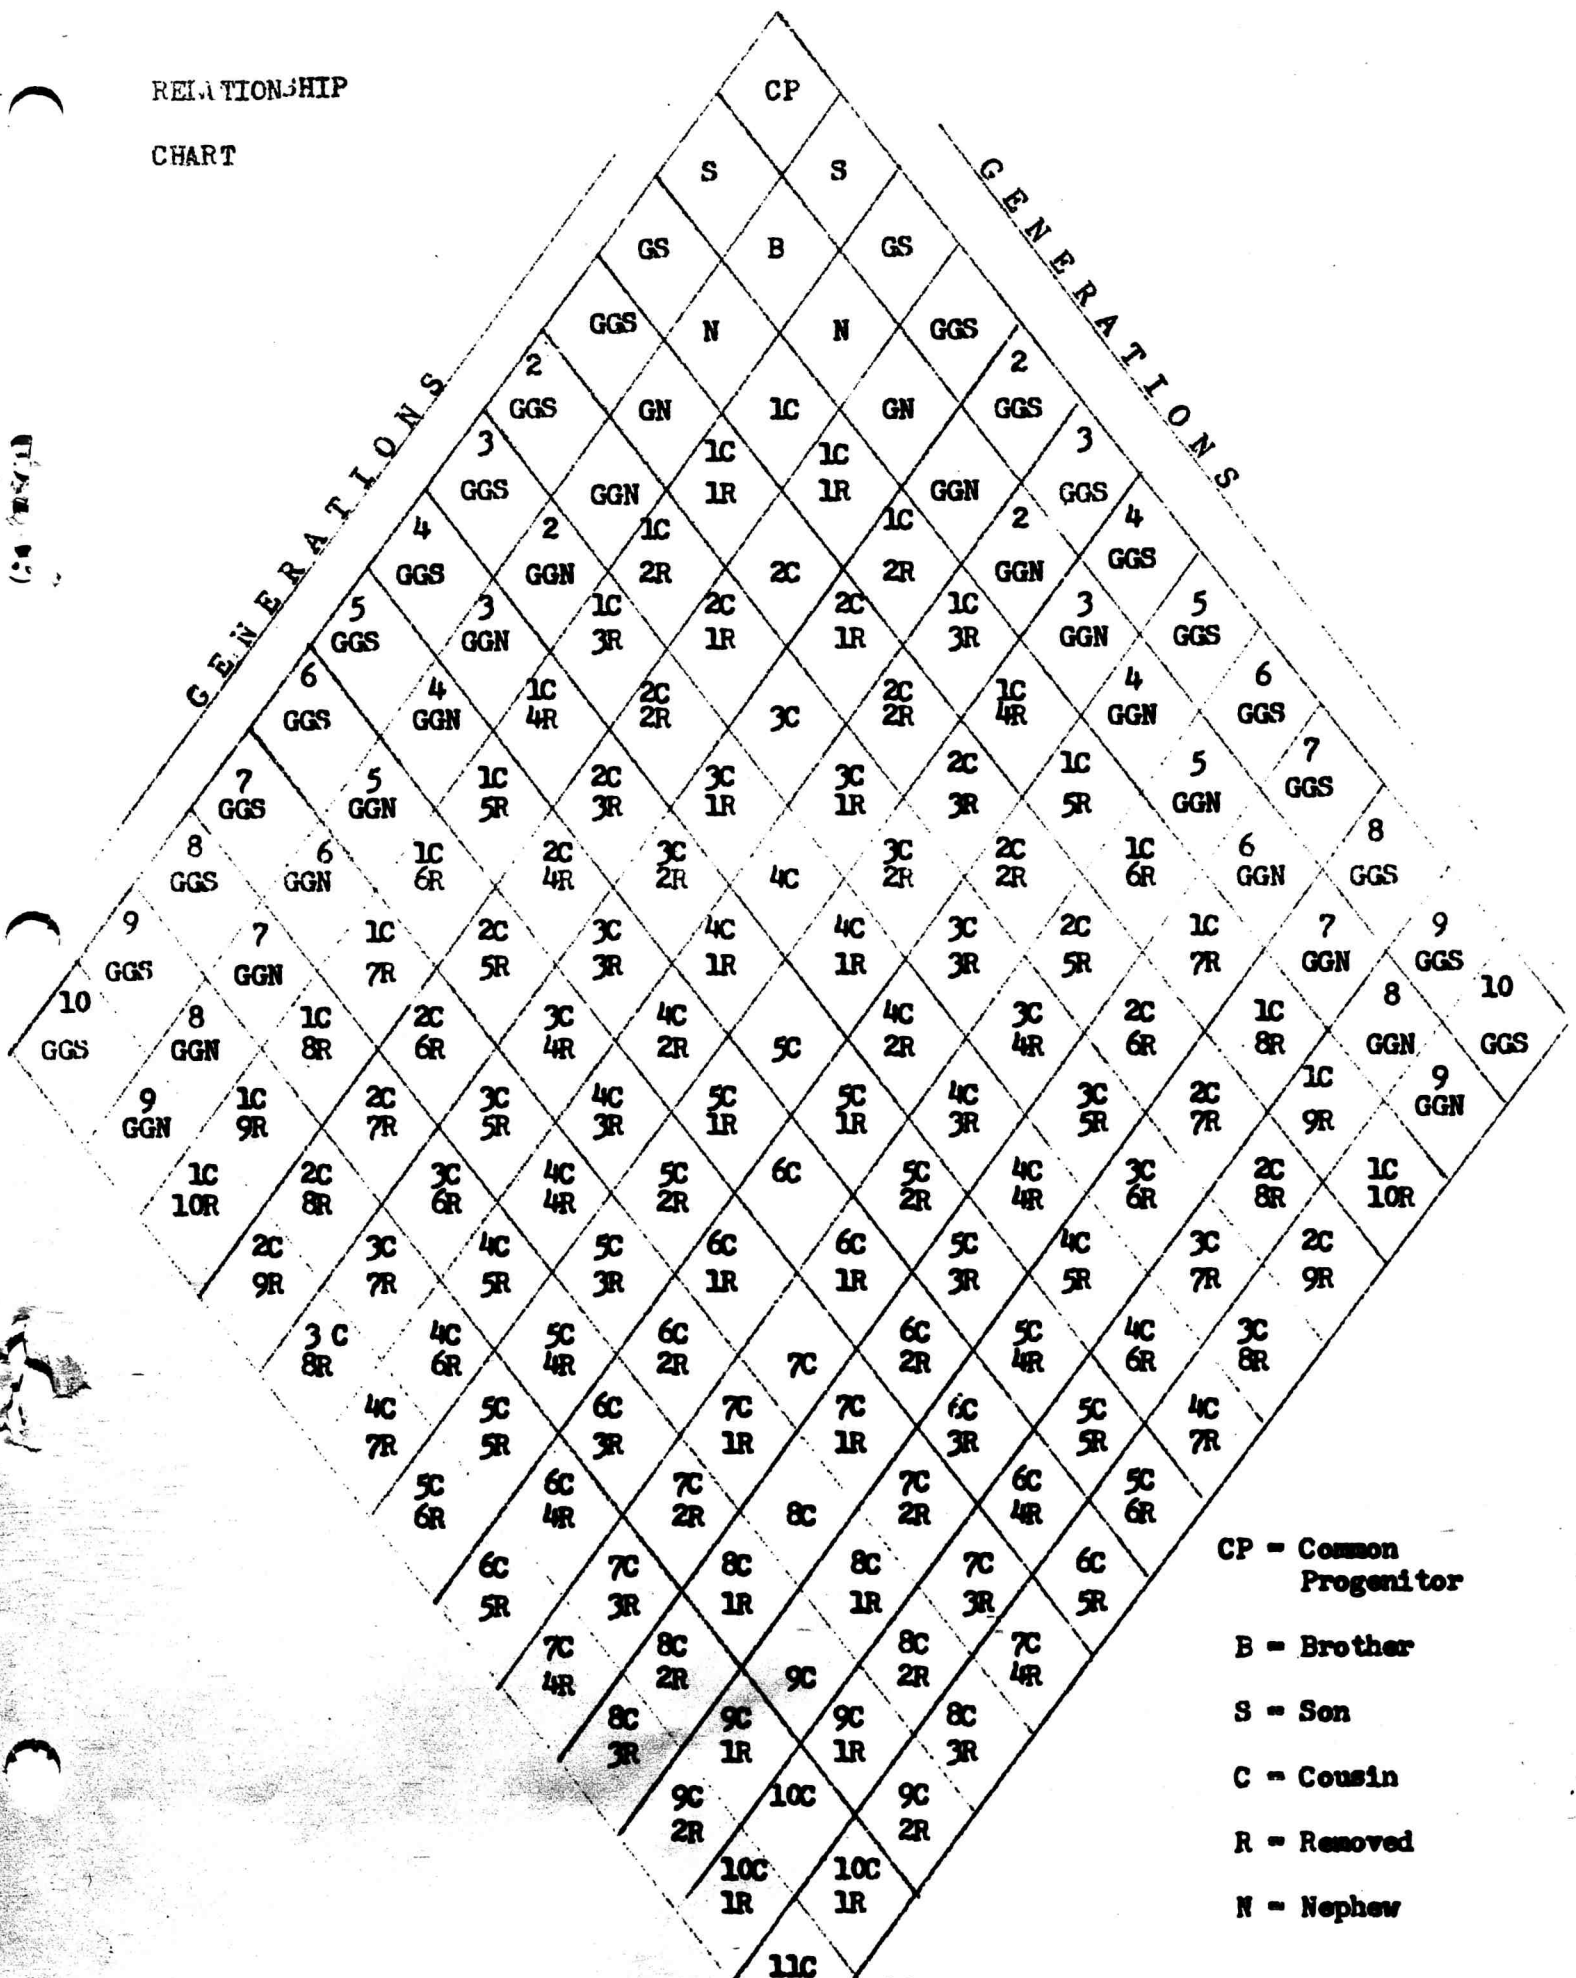 RELATIONSHIP
CHART
GENERATIONS
GENERATIONS
CP
S S
GS B GS
GGS N N GGS
2 2
GGS GN 1C GN GGS
3 1C 1C 3
GGS GGN 1R 1R GGN GGS
4 2 1C 1C 2 4
GGS GGN 2R 2C 2R GGN GGS
5 3 1C 2C 2C 1C 3 5
GGS GGN 3R 1R 1R 3R GGN GGS
6 4 1C 2C 2C 1C 4 6
GGS GGN 4R 2R 3C 2R 4R GGN GGS
7 5 1C 2C 3C 3C 2C 1C 5 7
GGS GGN 5R 3R 1R 1R 3R 5R GGN GGS
8 6 1C 2C 3C 3C 2C 1C 6 8
GGS GGN 6R 4R 2R 4C 2R 2R 6R GGN GGS
9 7 1C 2C 3C 4C 4C 3C 2C 1C 7 9
GGS GGN 7R 5R 3R 1R 1R 3R 5R 7R GGN GGS
10 8 1C 2C 3C 4C 4C 3C 2C 1C 8 10
GGS GGN 8R 6R 4R 2R 5C 2R 4R 6R 8R GGN GGS
9 1C 2C 3C 4C 5C 5C 4C 3C 2C 1C 9
GGN 9R 7R 5R 3R 1R 1R 3R 5R 7R 9R GGN
1C 2C 3C 4C 5C 6C 5C 4C 3C 2C 1C
10R 8R 6R 4R 2R 2R 4R 6R 8R 10R
2C 3C 4C 5C 6C 6C 5C 4C 3C 2C
9R 7R 5R 3R 1R 1R 3R 5R 7R 9R
3 C 4C 5C 6C 6C 5C 4C 3C
8R 6R 4R 2R 7C 2R 4R 6R 8R
4C 5C 6C 7C 7C 6C 5C 4C
7R 5R 3R 1R 1R 3R 5R 7R
5C 6C 7C 7C 6C 5C
6R 4R 2R 8C 2R 4R 6R
6C 7C 8C 8C 7C 6C
5R 3R 1R 1R 3R 5R
7C 8C 8C 7C
4R 2R 9C 2R 4R
8C 9C 9C 8C
3R 1R 1R 3R
9C 10C 9C
2R 2R
10C 10C
1R 1R
11C
CP = Common
Progenitor
B = Brother
S = Son
C = Cousin
R = Removed
N = Nephew